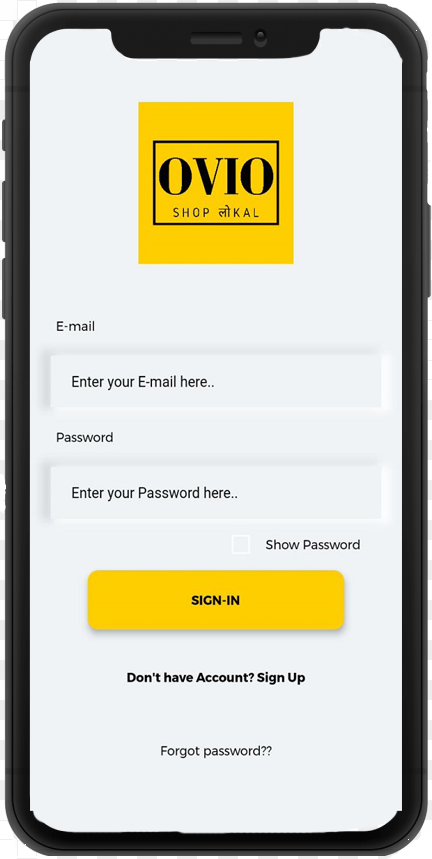 OVIO
SHOP लोKAL
E-mail
Enter your E-mail here..
Password
Enter your Password here..
Show Password
SIGN-IN
Don't have Account? Sign Up
Forgot password??